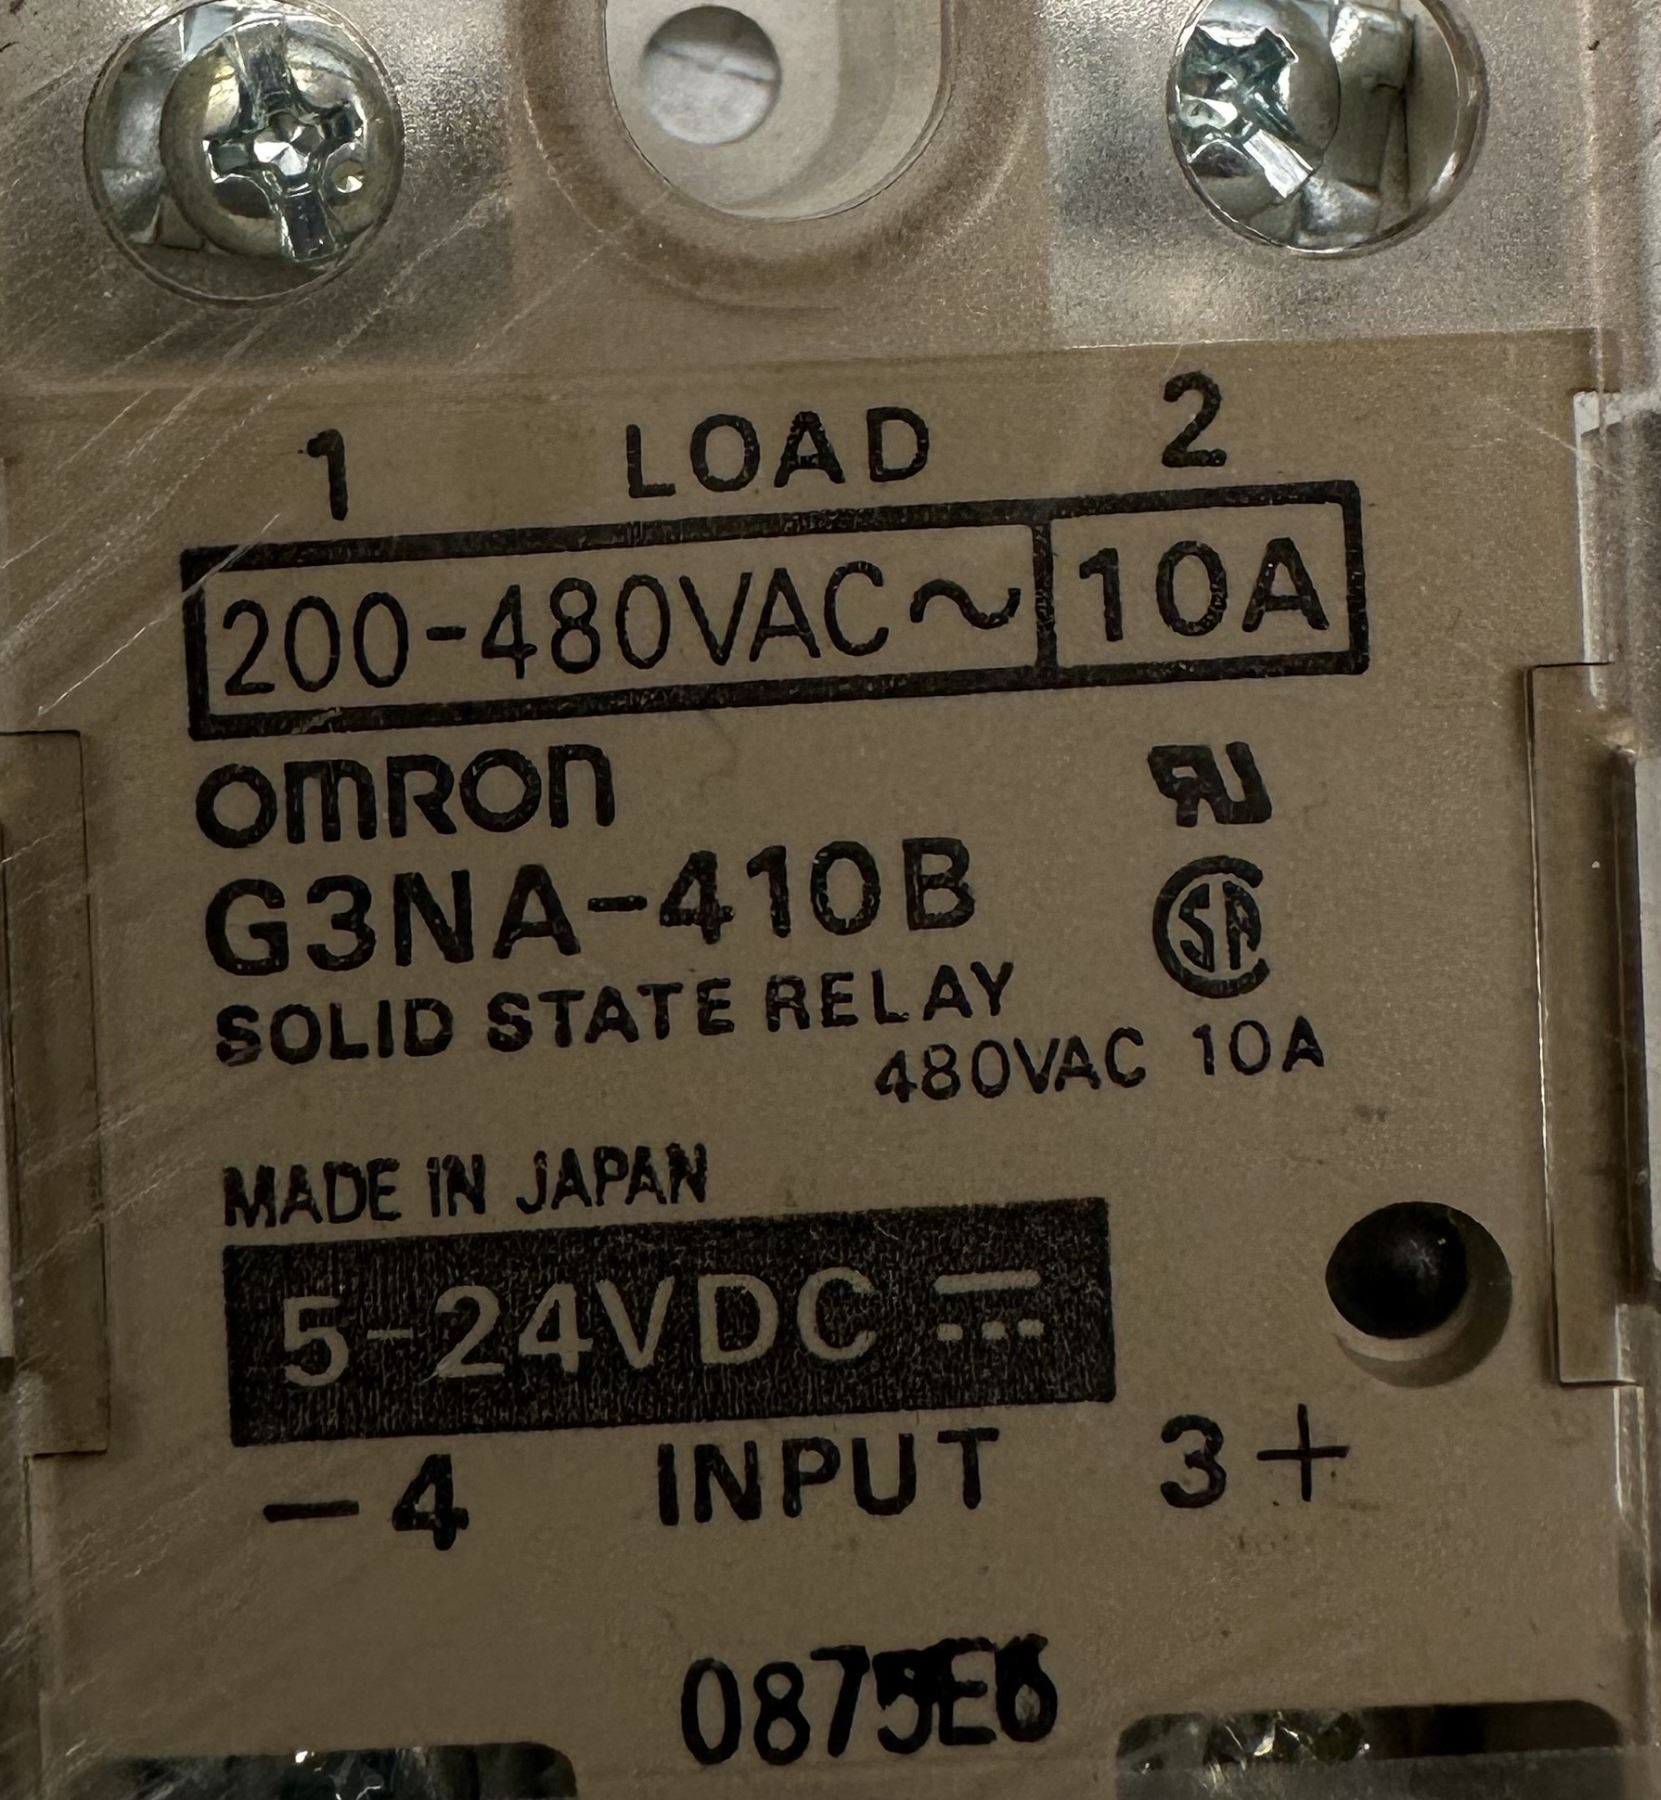 1 LOAD 2
200-480VAC~ 10A
omron
G3NA-410B
SOLID STATE RELAY
480VAC 10A
MADE IN JAPAN
5-24VDC
-4 INPUT 3+